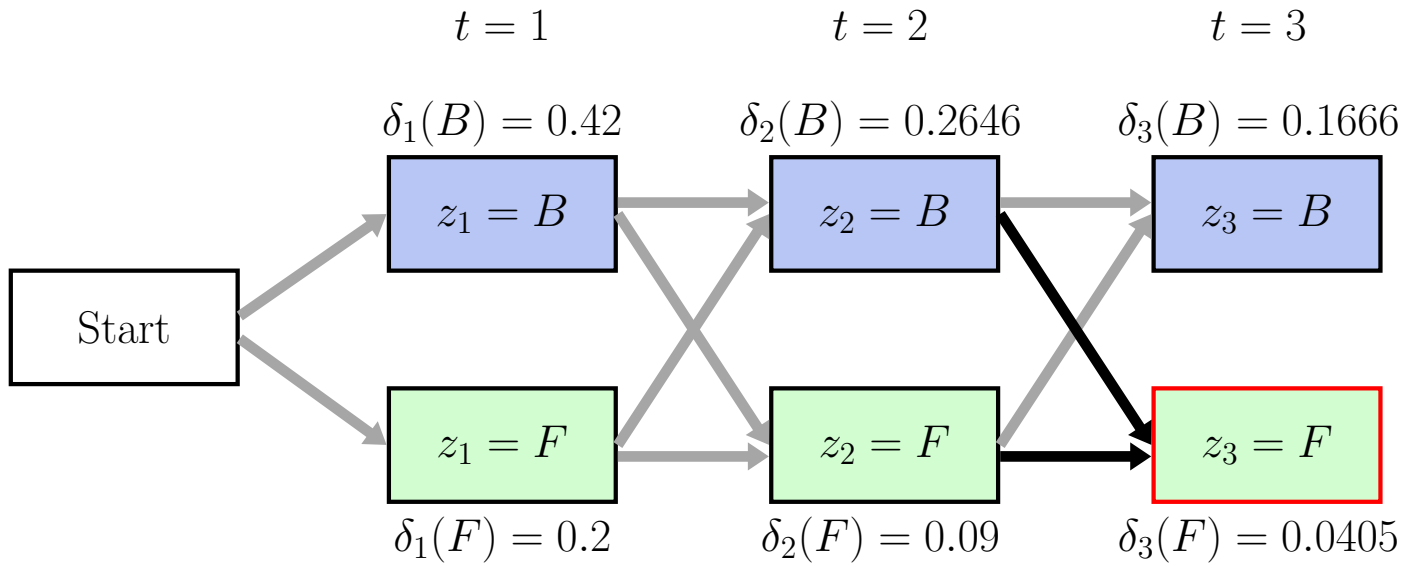 t = 1 t = 2 t = 3
δ₁(B) = 0.42 δ₂(B) = 0.2646 δ₃(B) = 0.1666
z₁ = B z₂ = B z₃ = B
Start
z₁ = F z₂ = F z₃ = F
δ₁(F) = 0.2 δ₂(F) = 0.09 δ₃(F) = 0.0405